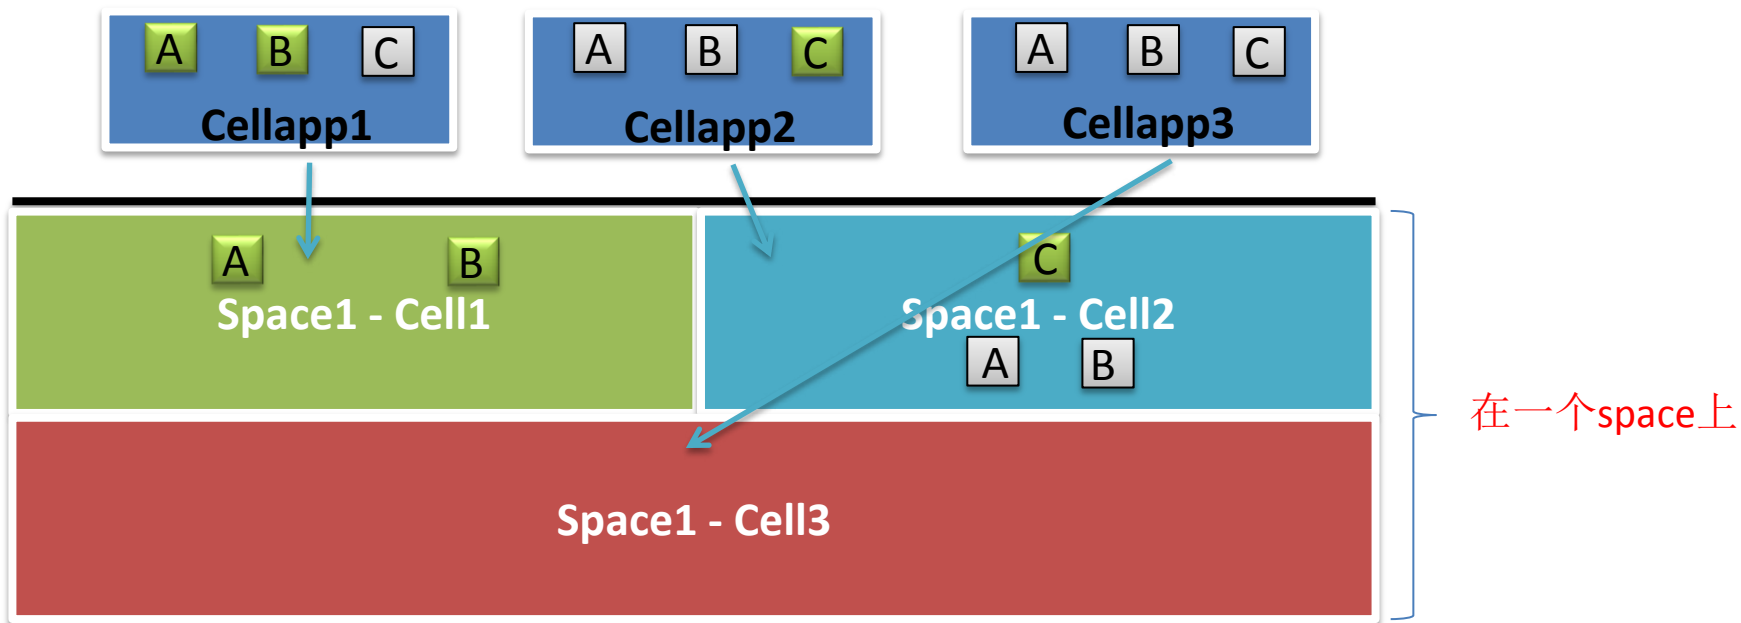 A B C
Cellapp1
A B C
Cellapp2
A B C
Cellapp3
A B
Space1 - Cell1
C
Space1 - Cell2
A B
Space1 - Cell3
在一个space上